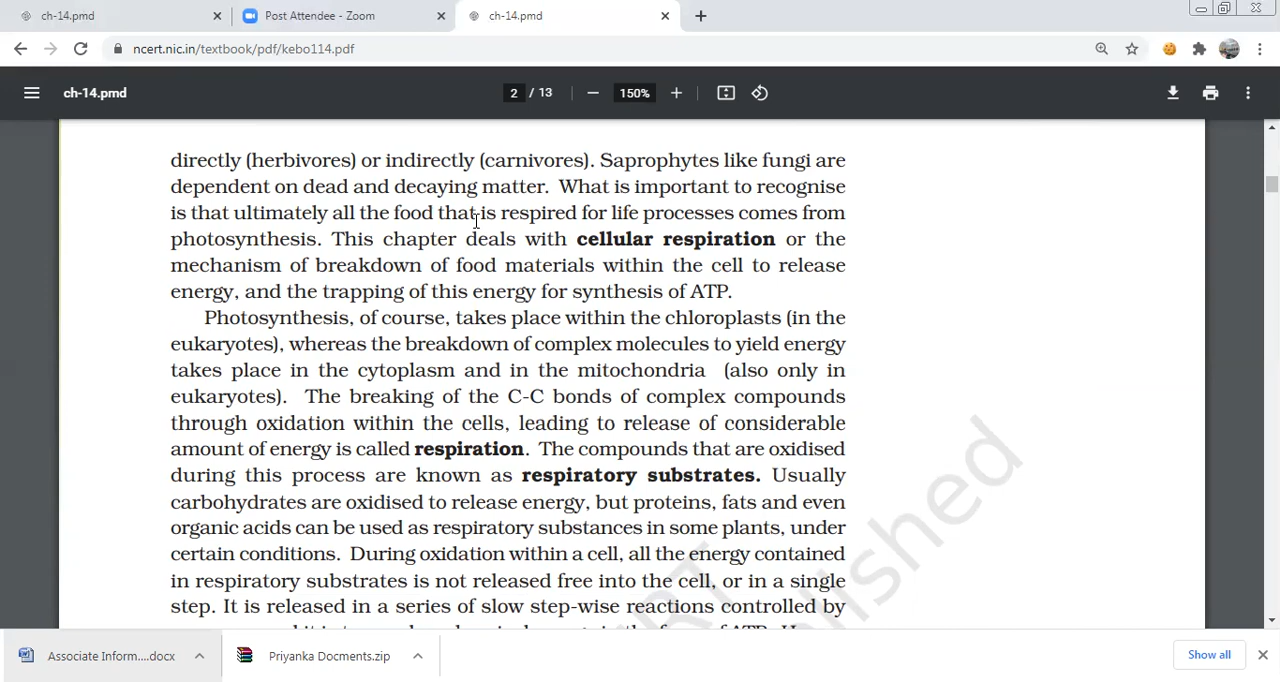 ch-14.pmd
Post Attendee - Zoom
ch-14.pmd
ncert.nic.in/textbook/pdf/kebo114.pdf
ch-14.pmd
2 / 13
150%
directly (herbivores) or indirectly (carnivores). Saprophytes like fungi are
dependent on dead and decaying matter. What is important to recognise
is that ultimately all the food that is respired for life processes comes from
photosynthesis. This chapter deals with cellular respiration or the
mechanism of breakdown of food materials within the cell to release
energy, and the trapping of this energy for synthesis of ATP.
Photosynthesis, of course, takes place within the chloroplasts (in the
eukaryotes), whereas the breakdown of complex molecules to yield energy
takes place in the cytoplasm and in the mitochondria (also only in
eukaryotes). The breaking of the C-C bonds of complex compounds
through oxidation within the cells, leading to release of considerable
amount of energy is called respiration. The compounds that are oxidised
during this process are known as respiratory substrates. Usually
carbohydrates are oxidised to release energy, but proteins, fats and even
organic acids can be used as respiratory substances in some plants, under
certain conditions. During oxidation within a cell, all the energy contained
in respiratory substrates is not released free into the cell, or in a single
step. It is released in a series of slow step-wise reactions controlled by
Associate Inform....docx
Priyanka Docments.zip
Show all